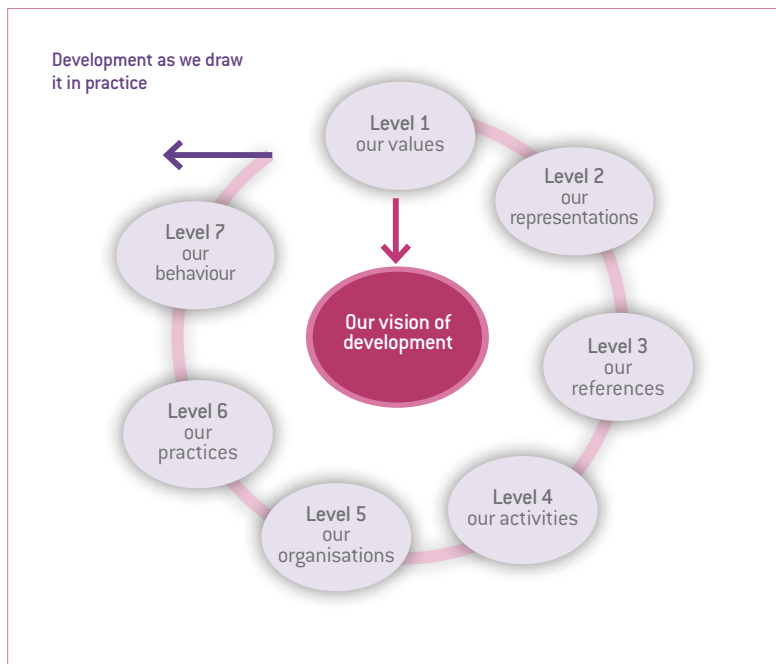 Development as we draw
it in practice
Level 1
our values
Level 2
our
representations
Level 3
our
references
Level 4
our activities
Level 5
our
organisations
Level 6
our
practices
Level 7
our
behaviour
Our vision of
development